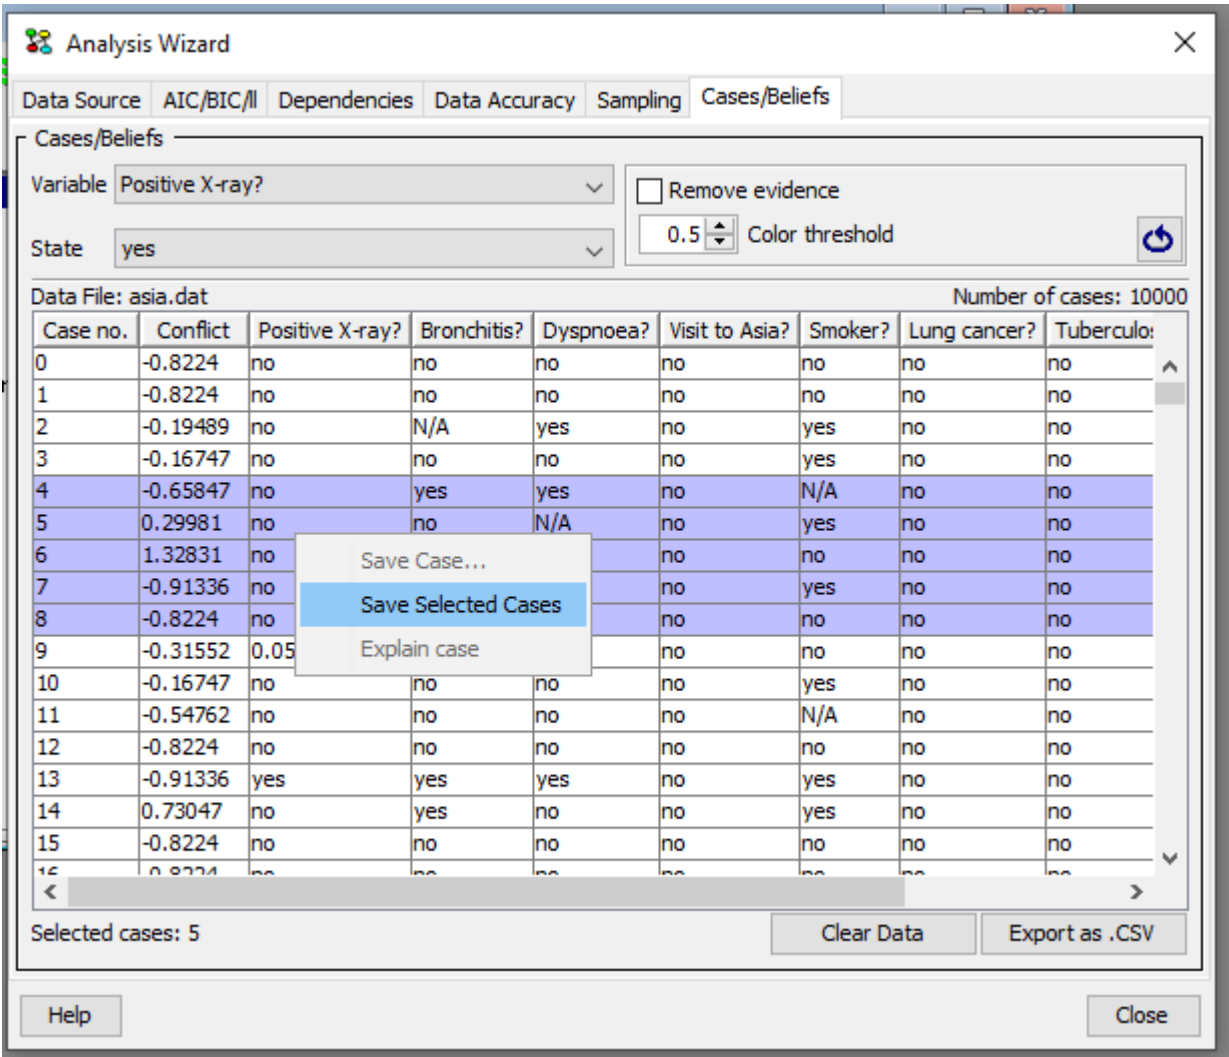 Analysis Wizard
Data Source AIC/BIC/ll Dependencies Data Accuracy Sampling Cases/Beliefs
Cases/Beliefs
Variable Positive X-ray?
Remove evidence
0.5 Color threshold
State yes
Data File: asia.dat Number of cases: 10000
Case no. Conflict Positive X-ray? Bronchitis? Dyspnoea? Visit to Asia? Smoker? Lung cancer? Tuberculos
0 -0.8224 no no no no no no no
1 -0.8224 no no no no no no no
2 -0.19489 no N/A yes no yes no no
3 -0.16747 no no no no yes no no
4 -0.65847 no yes yes no N/A no no
5 0.29981 no no N/A no yes no no
6 1.32831 no no no no no
7 -0.91336 no no yes no no
8 -0.8224 no no no no no
9 -0.31552 0.05 no no no no
Save Case...
Save Selected Cases
Explain case
10 -0.16747 no no no no yes no no
11 -0.54762 no no no no N/A no no
12 -0.8224 no no no no no no no
13 -0.91336 yes yes yes no yes no no
14 0.73047 no yes no no yes no no
15 -0.8224 no no no no no no no
Selected cases: 5 Clear Data Export as .CSV
Help Close